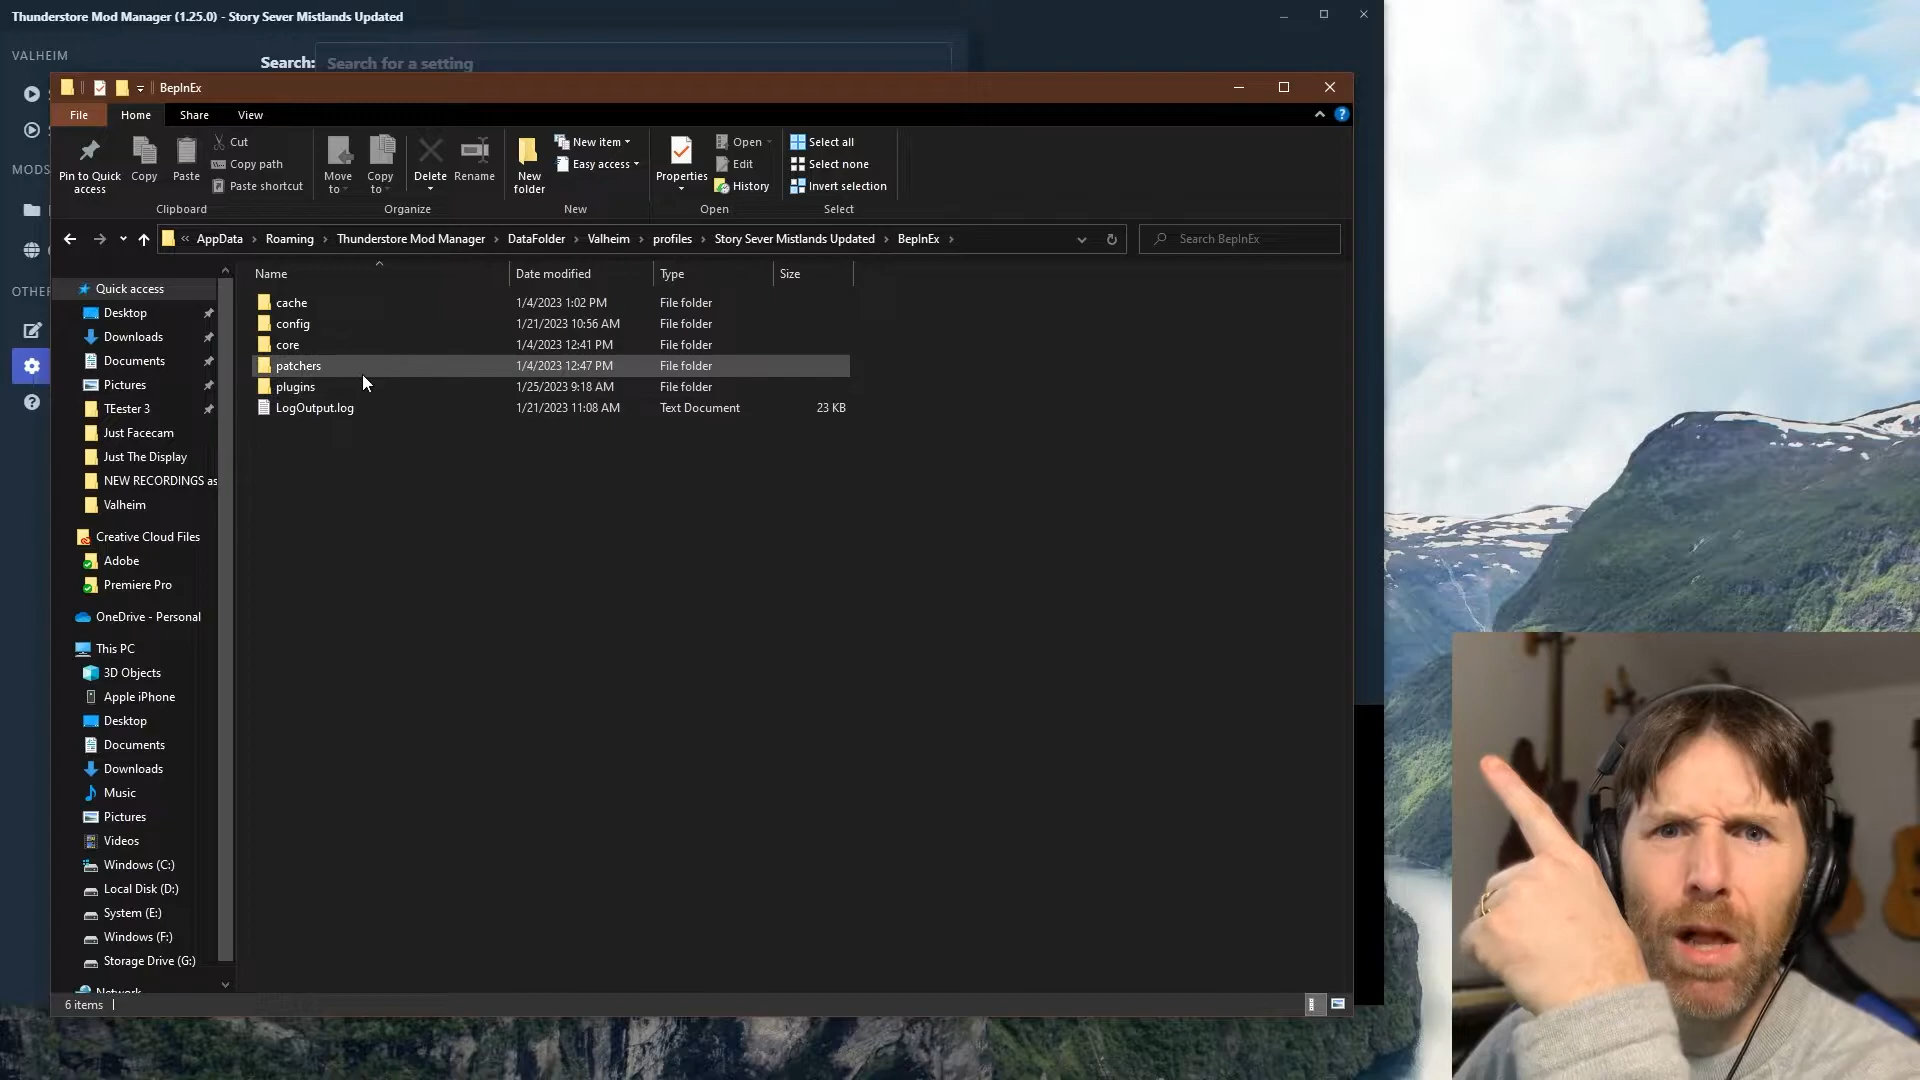 Thunderstore Mod Manager (1.25.0) - Story Sever Mistlands Updated
VALHEIM
Search: Search for a setting
BepInEx
File Home Share View
Pin to Quick access
Copy
Paste
Cut
Copy path
Paste shortcut
Clipboard
Move to
Copy to
Delete
Rename
Organize
New folder
New item
Easy access
New
Properties
Open
Edit
History
Open
Select all
Select none
Invert selection
Select
MODS
OTHER
« AppData > Roaming > Thunderstore Mod Manager > DataFolder > Valheim > profiles > Story Sever Mistlands Updated > BepInEx >
Search BepInEx
Quick access
Desktop
Downloads
Documents
Pictures
TEester 3
Just Facecam
Just The Display
NEW RECORDINGS as
Valheim
Creative Cloud Files
Adobe
Premiere Pro
OneDrive - Personal
This PC
3D Objects
Apple iPhone
Desktop
Documents
Downloads
Music
Pictures
Videos
Windows (C:)
Local Disk (D:)
System (E:)
Windows (F:)
Storage Drive (G:)
Network
Name Date modified Type Size
cache 1/4/2023 1:02 PM File folder
config 1/21/2023 10:56 AM File folder
core 1/4/2023 12:41 PM File folder
patchers 1/4/2023 12:47 PM File folder
plugins 1/25/2023 9:18 AM File folder
LogOutput.log 1/21/2023 11:08 AM Text Document 23 KB
6 items